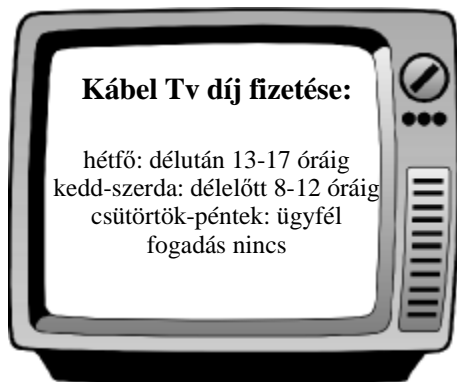 Kábel Tv díj fizetése:
hétfő: délután 13-17 óráig
kedd-szerda: délelőtt 8-12 óráig
csütörtök-péntek: ügyfél
fogadás nincs